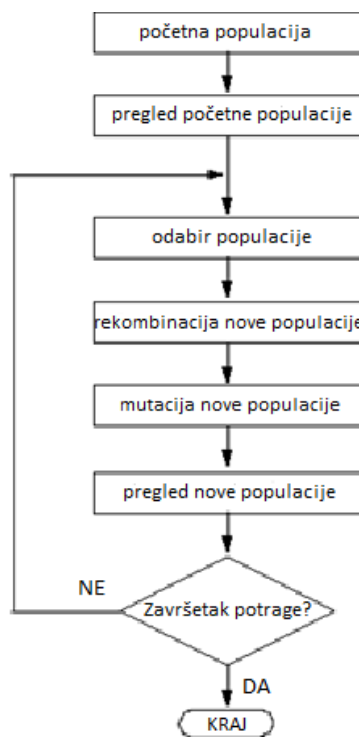 početna populacija
pregled početne populacije
odabir populacije
rekombinacija nove populacije
mutacija nove populacije
pregled nove populacije
Završetak potrage?
NE
DA
KRAJ